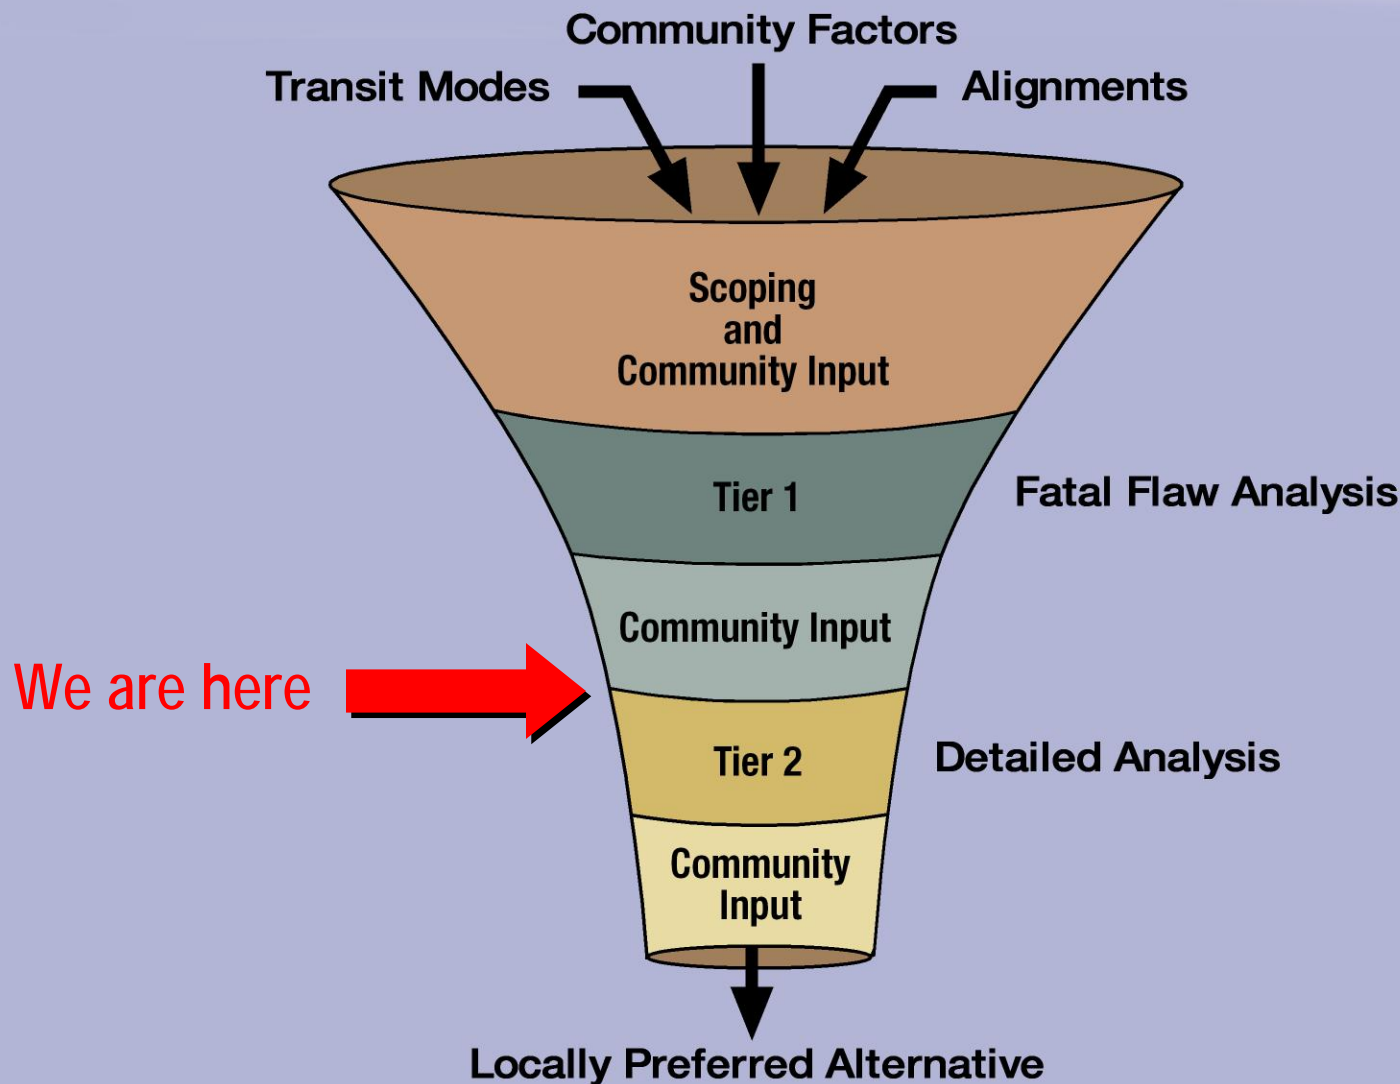 Community Factors
Transit Modes
Alignments
Scoping
and
Community Input
Tier 1
Fatal Flaw Analysis
Community Input
We are here
Tier 2
Detailed Analysis
Community
Input
Locally Preferred Alternative